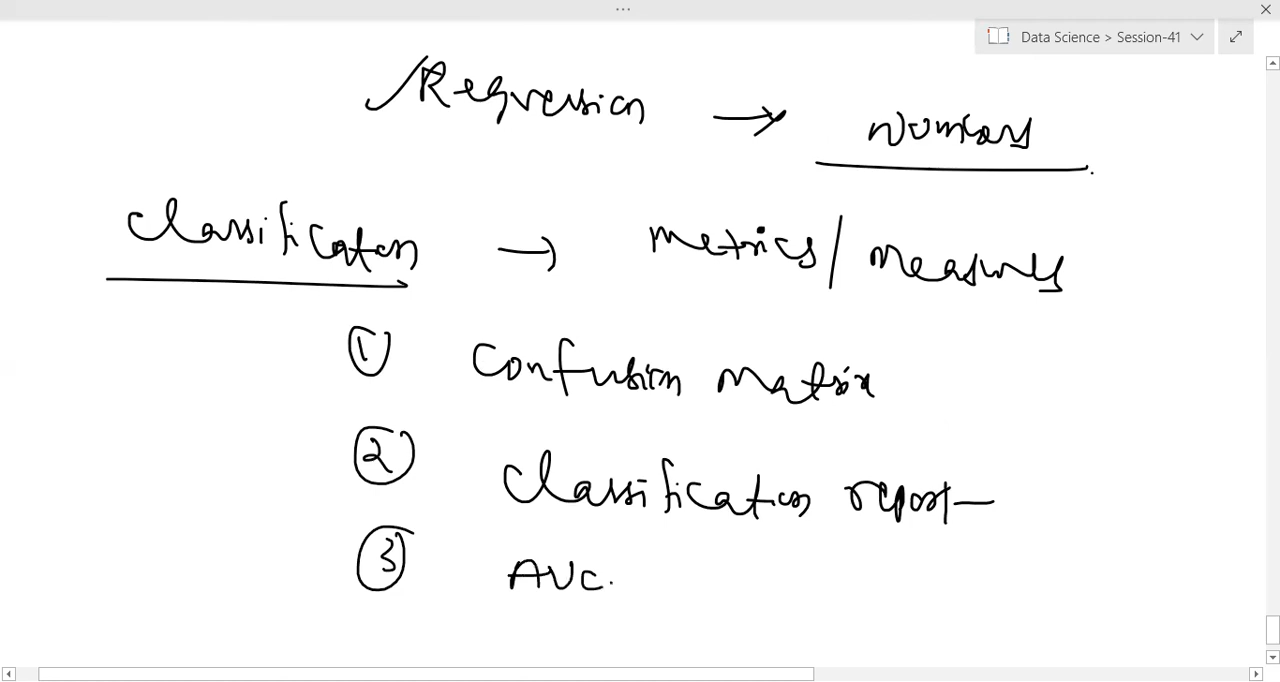 Data Science > Session-41
Regression → Numbers
Classification → metrics / measures
① Confusion matrix
② Classification report
③ AUC.